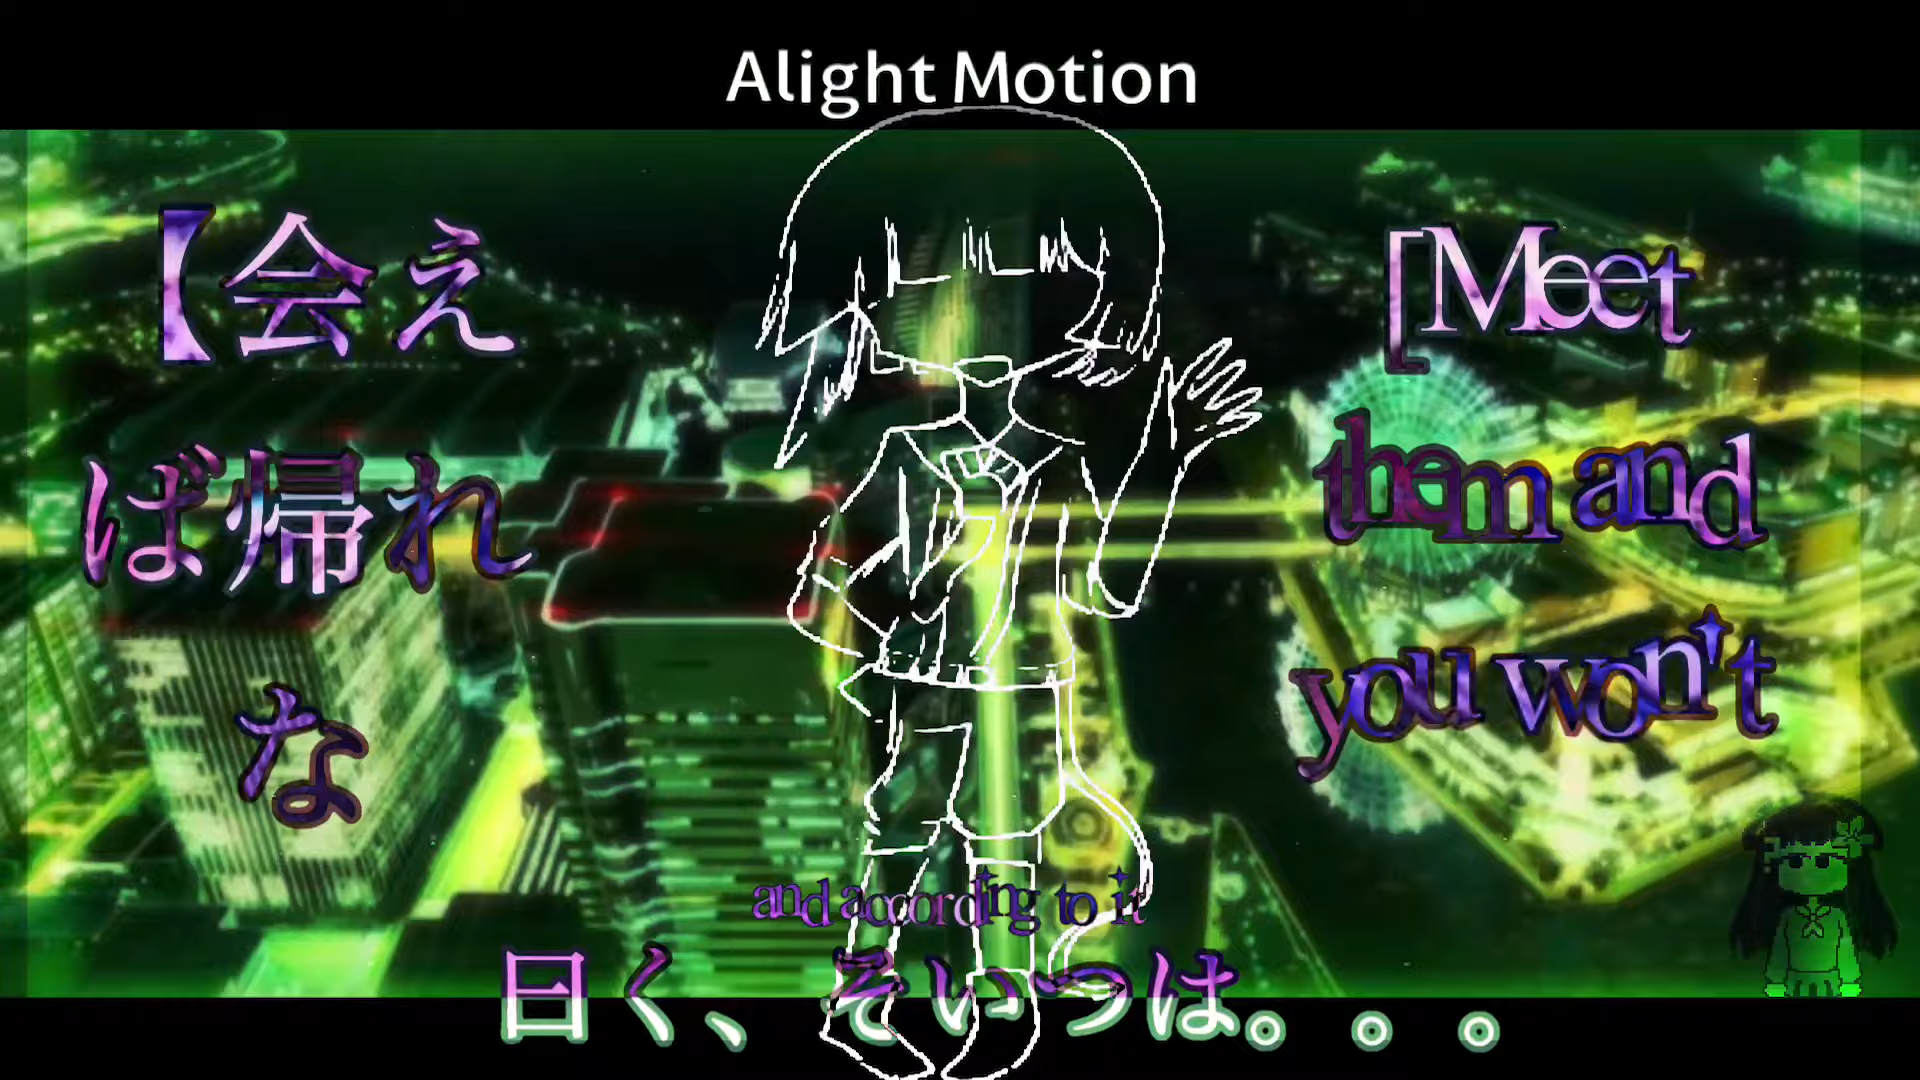 Alight Motion
【会え
ば帰れ
な
[Meet
them and
you won't
and according to it
曰く、そいつは。。。